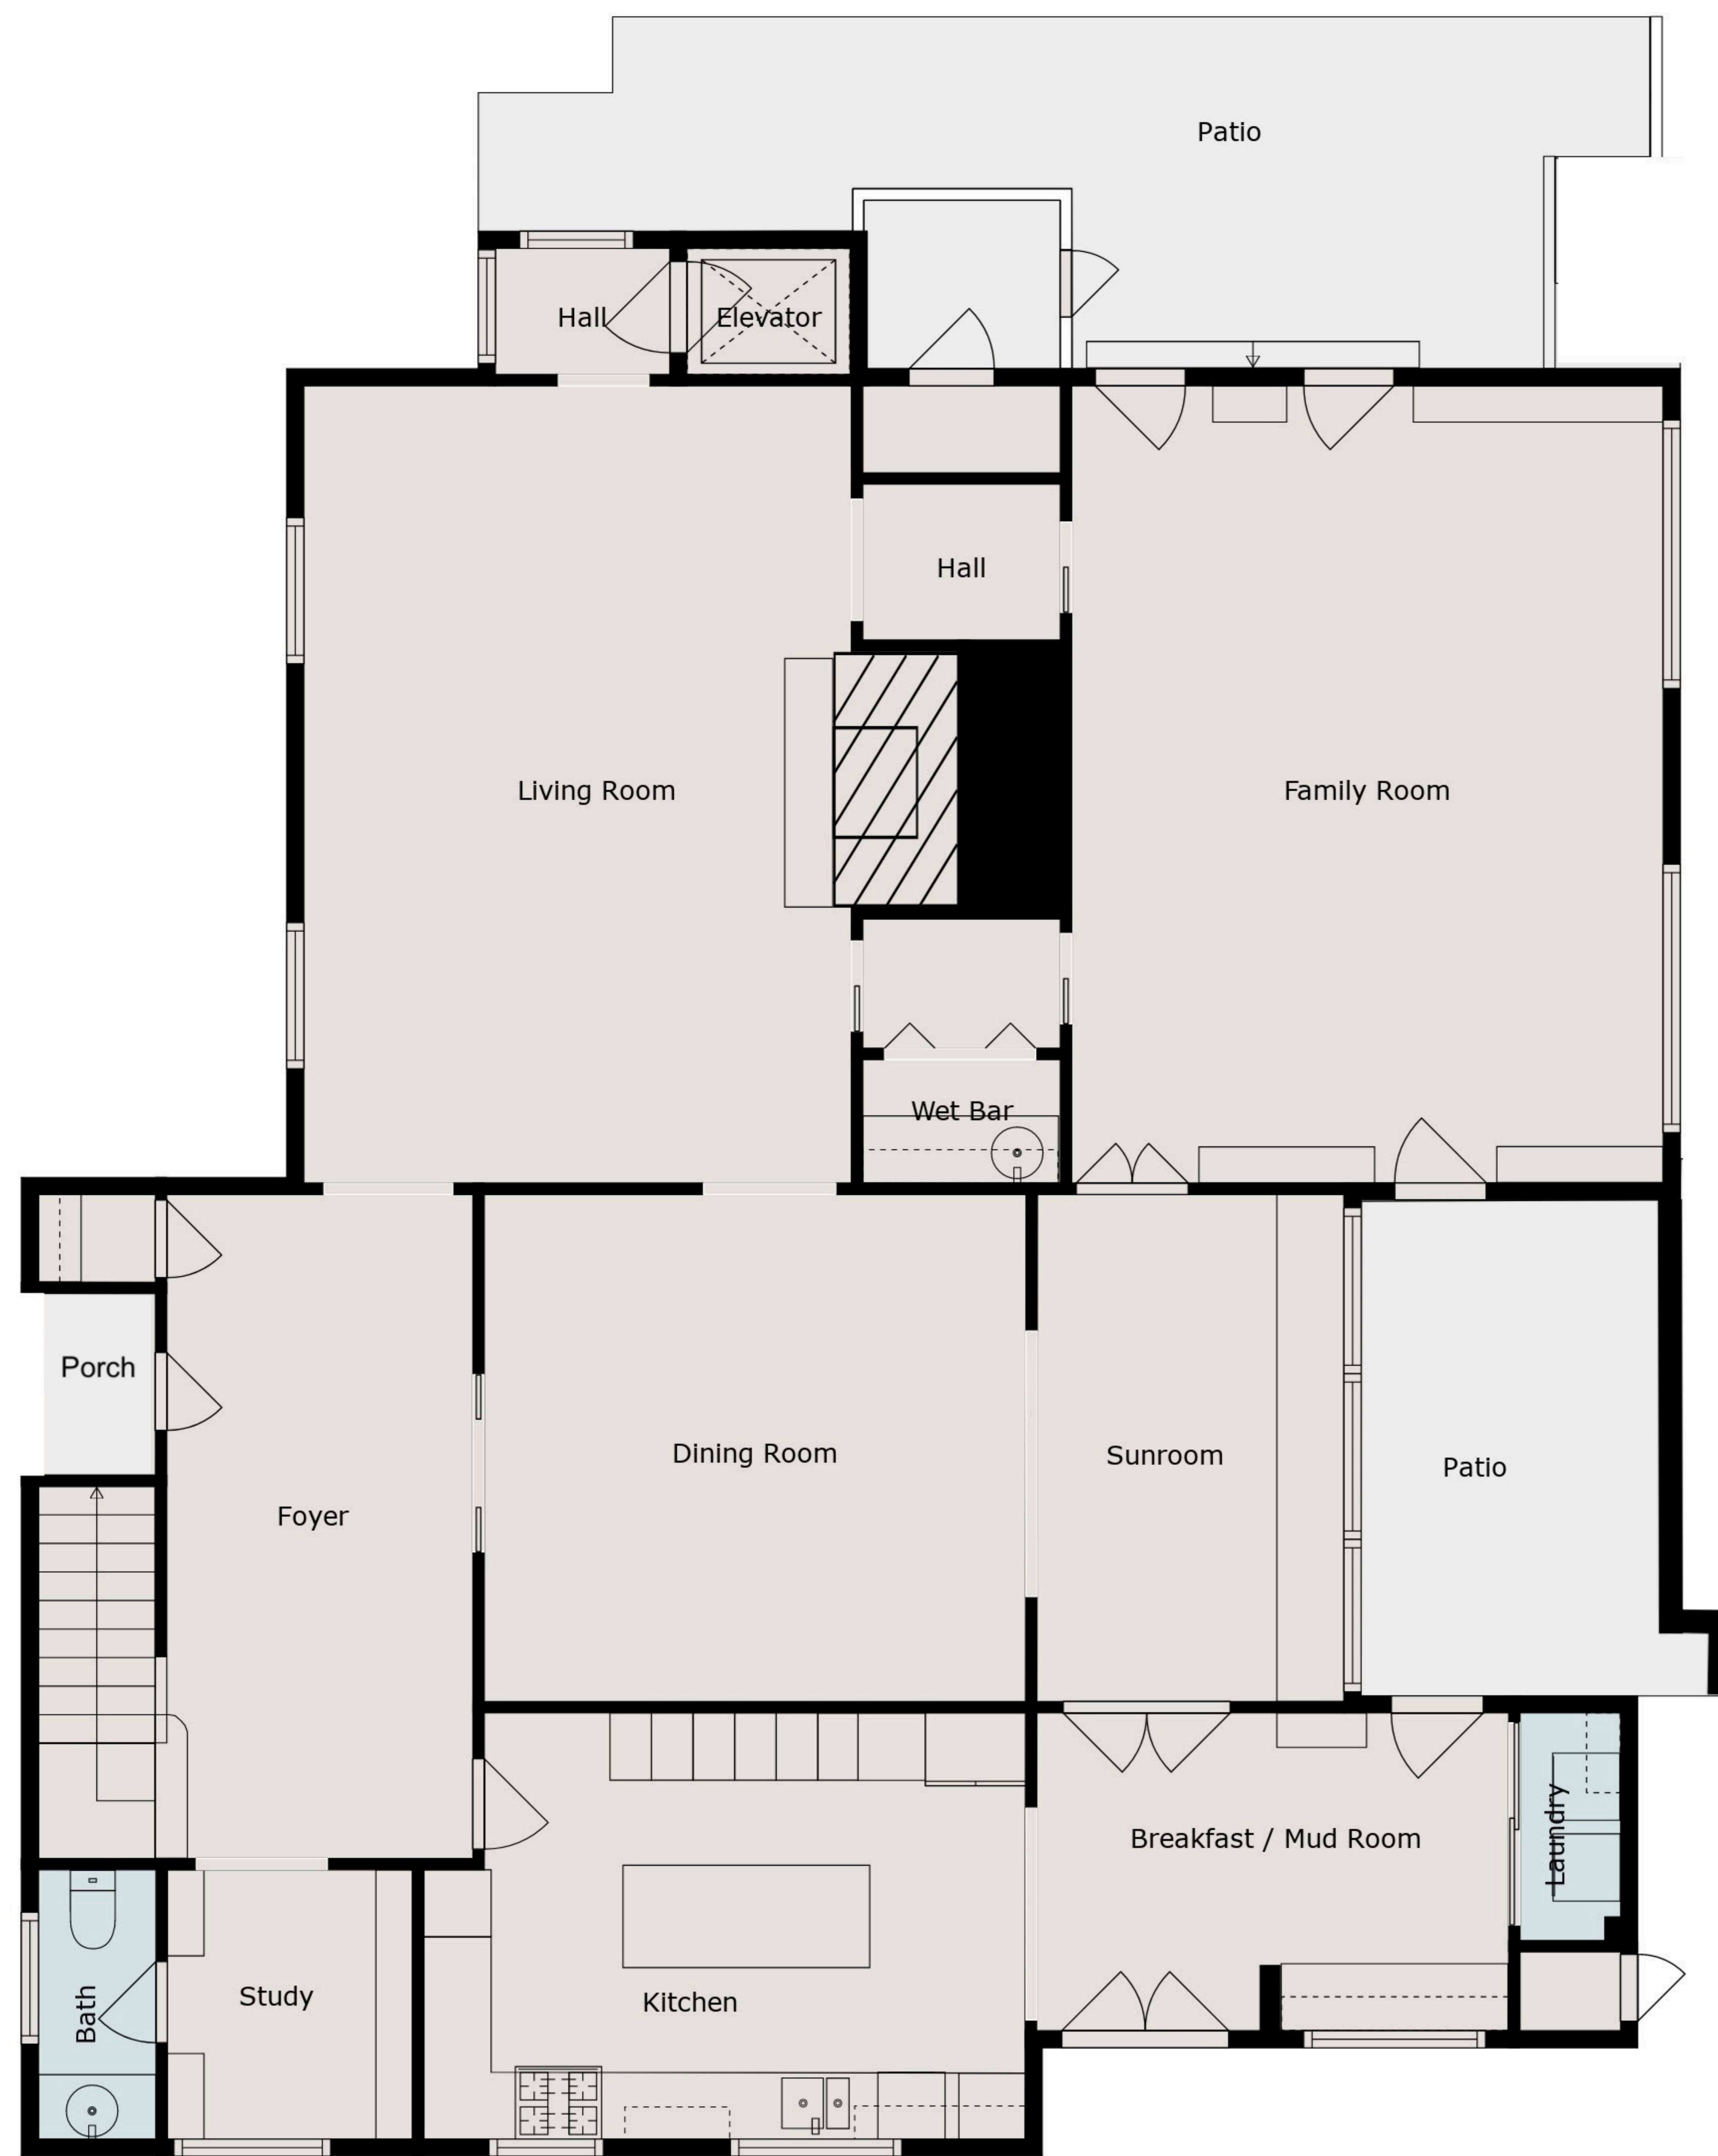 Patio
Hall
Elevator
Hall
Living Room
Family Room
Wet Bar
Porch
Dining Room
Sunroom
Patio
Foyer
Breakfast / Mud Room
Laundry
Study
Kitchen
Bath